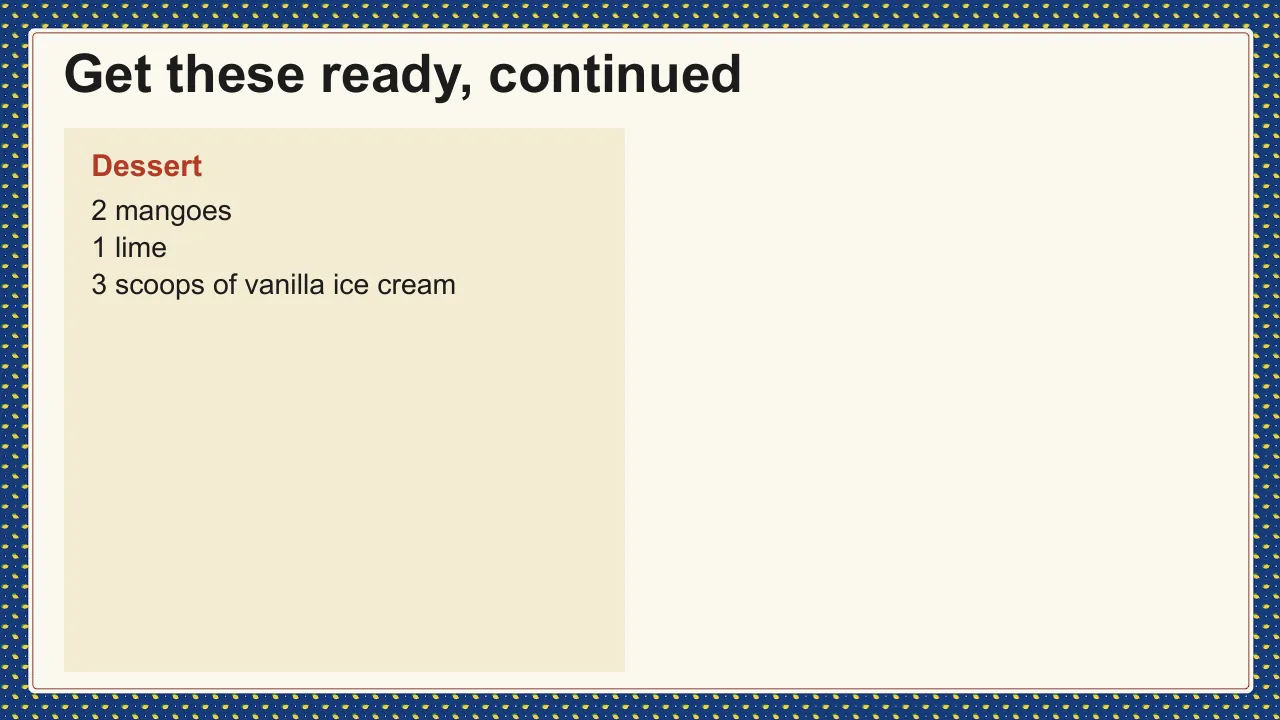 Get these ready, continued
Dessert
2 mangoes
1 lime
3 scoops of vanilla ice cream